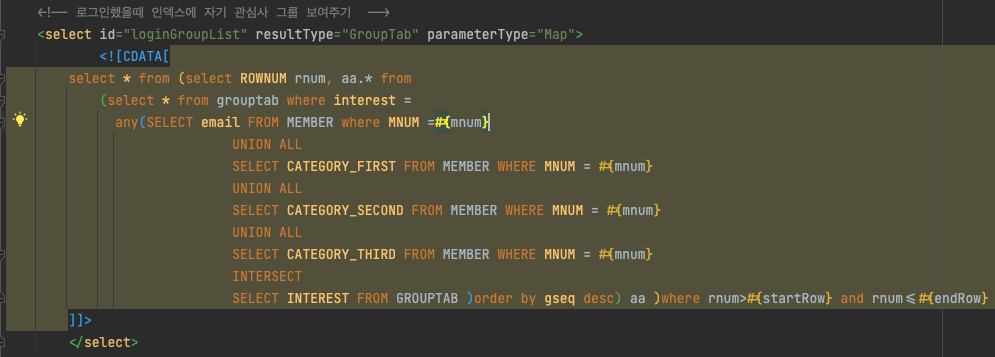 <!-- 로그인했을때 인덱스에 자기 관심사 그룹 보여주기  -->
<select id="loginGroupList" resultType="GroupTab" parameterType="Map">
<![CDATA[
select * from (select ROWNUM rnum, aa.* from
(select * from grouptab where interest =
any(SELECT email FROM MEMBER where MNUM =#{mnum}
UNION ALL
SELECT CATEGORY_FIRST FROM MEMBER WHERE MNUM = #{mnum}
UNION ALL
SELECT CATEGORY_SECOND FROM MEMBER WHERE MNUM = #{mnum}
UNION ALL
SELECT CATEGORY_THIRD FROM MEMBER WHERE MNUM = #{mnum}
INTERSECT
SELECT INTEREST FROM GROUPTAB )order by gseq desc) aa )where rnum>#{startRow} and rnum<=#{endRow}
]]>
</select>